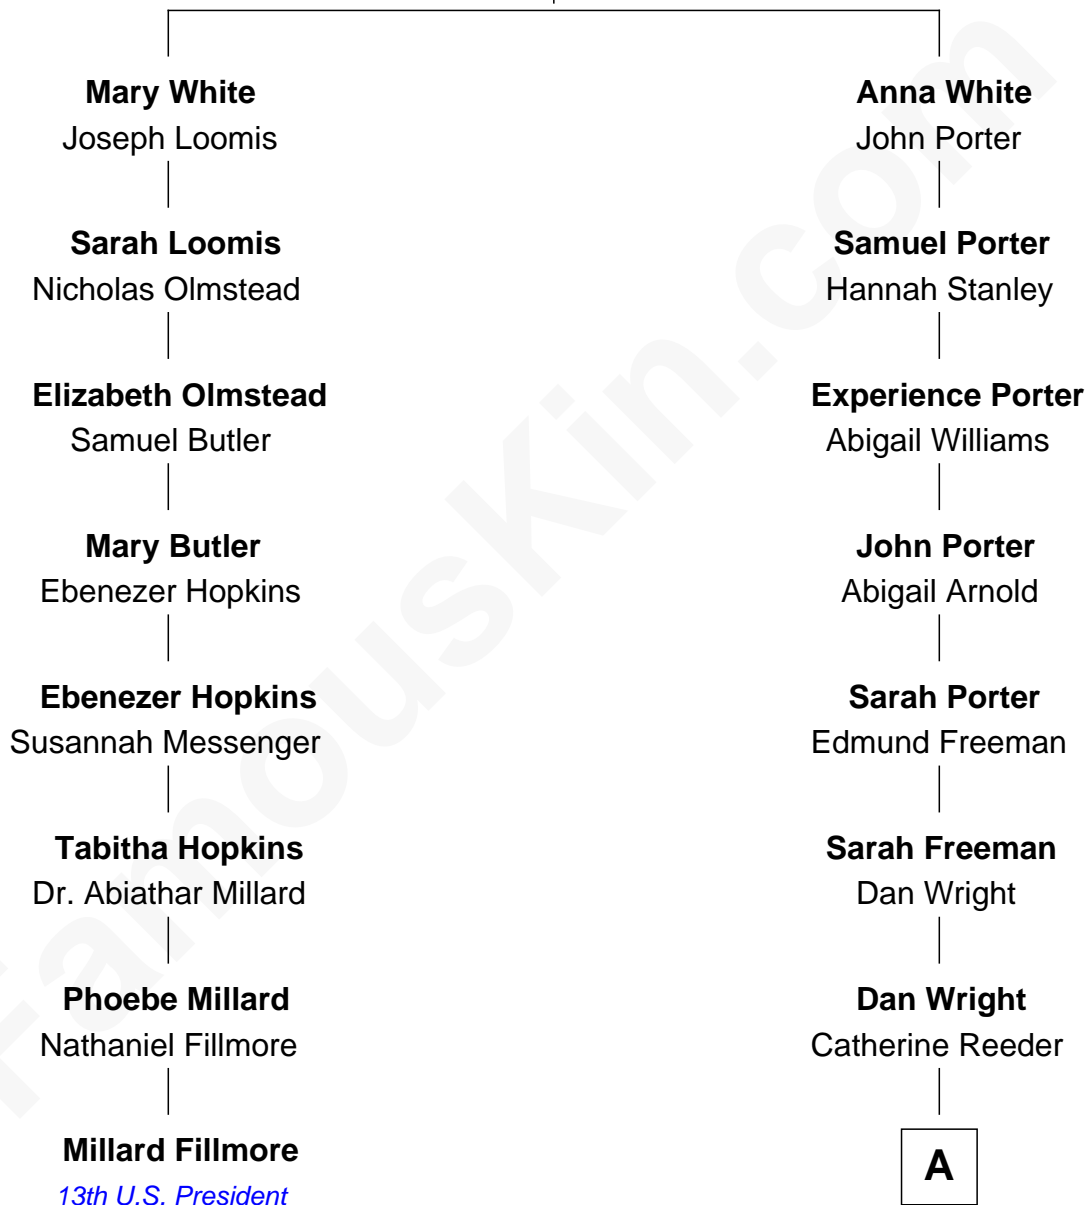 Mary White
Joseph Loomis
Sarah Loomis
Nicholas Olmstead
Elizabeth Olmstead
Samuel Butler
Mary Butler
Ebenezer Hopkins
Ebenezer Hopkins
Susannah Messenger
Tabitha Hopkins
Dr. Abiathar Millard
Phoebe Millard
Nathaniel Fillmore
Millard Fillmore
13th U.S. President
Anna White
John Porter
Samuel Porter
Hannah Stanley
Experience Porter
Abigail Williams
John Porter
Abigail Arnold
Sarah Porter
Edmund Freeman
Sarah Freeman
Dan Wright
Dan Wright
Catherine Reeder
A
FamousKin.com